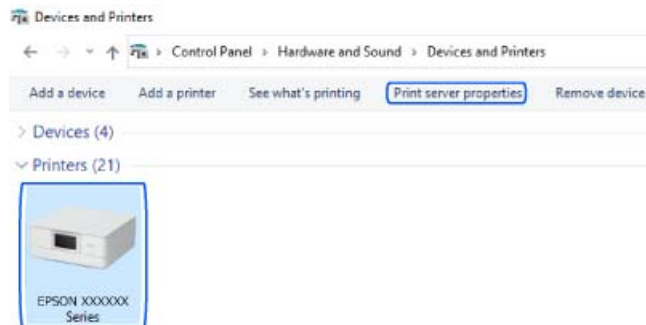 Devices and Printers
Control Panel > Hardware and Sound > Devices and Printers
Add a device Add a printer See what's printing Print server properties Remove device
Devices (4)
Printers (21)
EPSON XXXXXX
Series